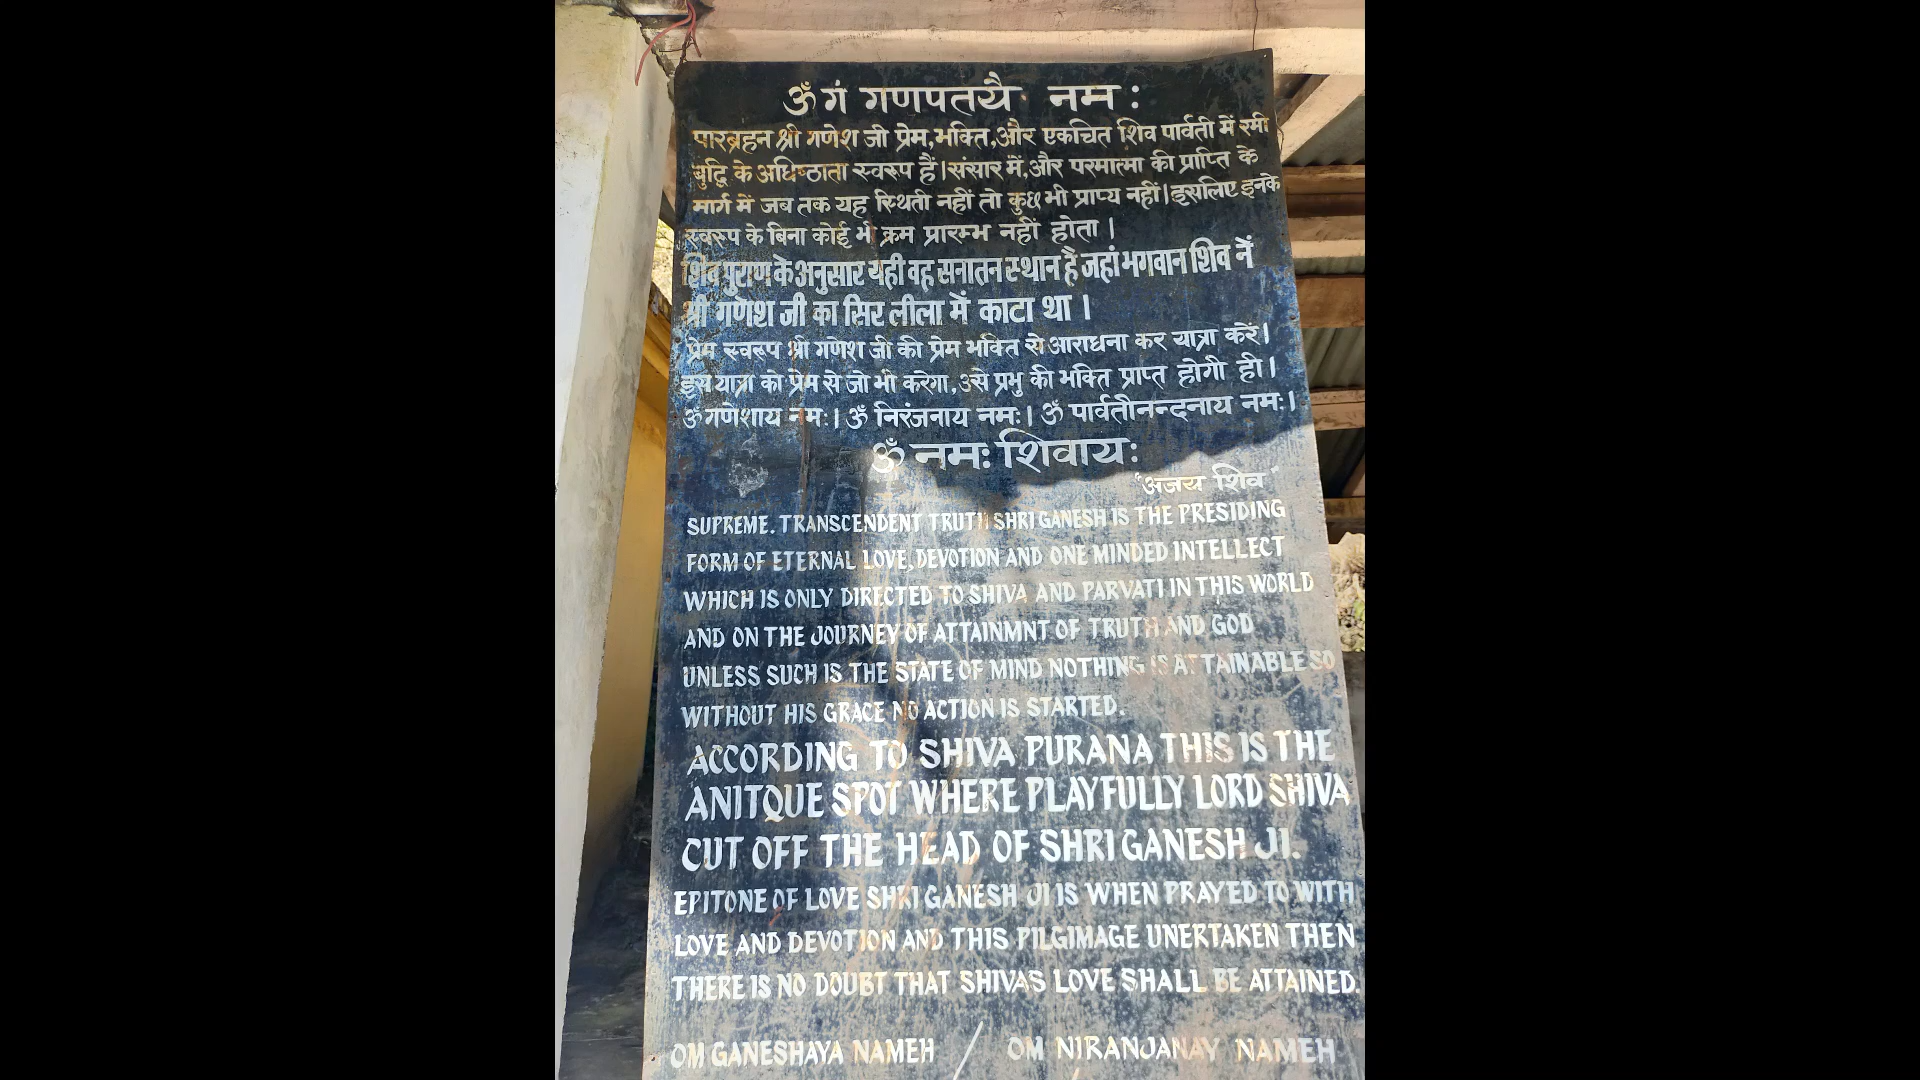 ॐ गं गणपतयै नम:
पारब्रहन श्री गणेश जी प्रेम,भक्ति,और एकचित शिव पार्वती में रमी
बुद्धि के अधिष्ठाता स्वरूप हैं।संसार में,और परमात्मा की प्राप्ति के
मार्ग में जब तक यह स्थिती नहीं तो कुछ भी प्राप्य नहीं।इसलिए इनके
स्वरूप के बिना कोई भी क्रम प्रारम्भ नहीं होता।
शिव पुराण के अनुसार यही वह सनातन स्थान है जहां भगवान शिव नें
श्री गणेश जी का सिर लीला में काटा था।
प्रेम स्वरूप श्री गणेश जी की प्रेम भक्ति से आराधना कर यात्रा करें।
इस यात्रा को प्रेम से जो भी करेगा,उसे प्रभु की भक्ति प्राप्त होगी ही।
ॐ गणेशाय नमः।ॐ निरंजनाय नमः।ॐ पार्वतीनन्दनाय नमः।
ॐ नमः शिवायः
"अजय शिव"
SUPREME. TRANSCENDENT TRUTH SHRI GANESH IS THE PRESIDING
FORM OF ETERNAL LOVE, DEVOTION AND ONE MINDED INTELLECT
WHICH IS ONLY DIRECTED TO SHIVA AND PARVATI IN THIS WORLD
AND ON THE JOURNEY OF ATTAINMNT OF TRUTH AND GOD
UNLESS SUCH IS THE STATE OF MIND NOTHING IS ATTAINABLE SO
WITHOUT HIS GRACE NO ACTION IS STARTED.
ACCORDING TO SHIVA PURANA THIS IS THE
ANITQUE SPOT WHERE PLAYFULLY LORD SHIVA
CUT OFF THE HEAD OF SHRI GANESH JI.
EPITONE OF LOVE SHRI GANESH JI IS WHEN PRAYED TO WITH
LOVE AND DEVOTION AND THIS PILGIMAGE UNERTAKEN THEN
THERE IS NO DOUBT THAT SHIVAS LOVE SHALL BE ATTAINED.
OM GANESHAYA NAMEH / OM NIRANJANAY NAMEH